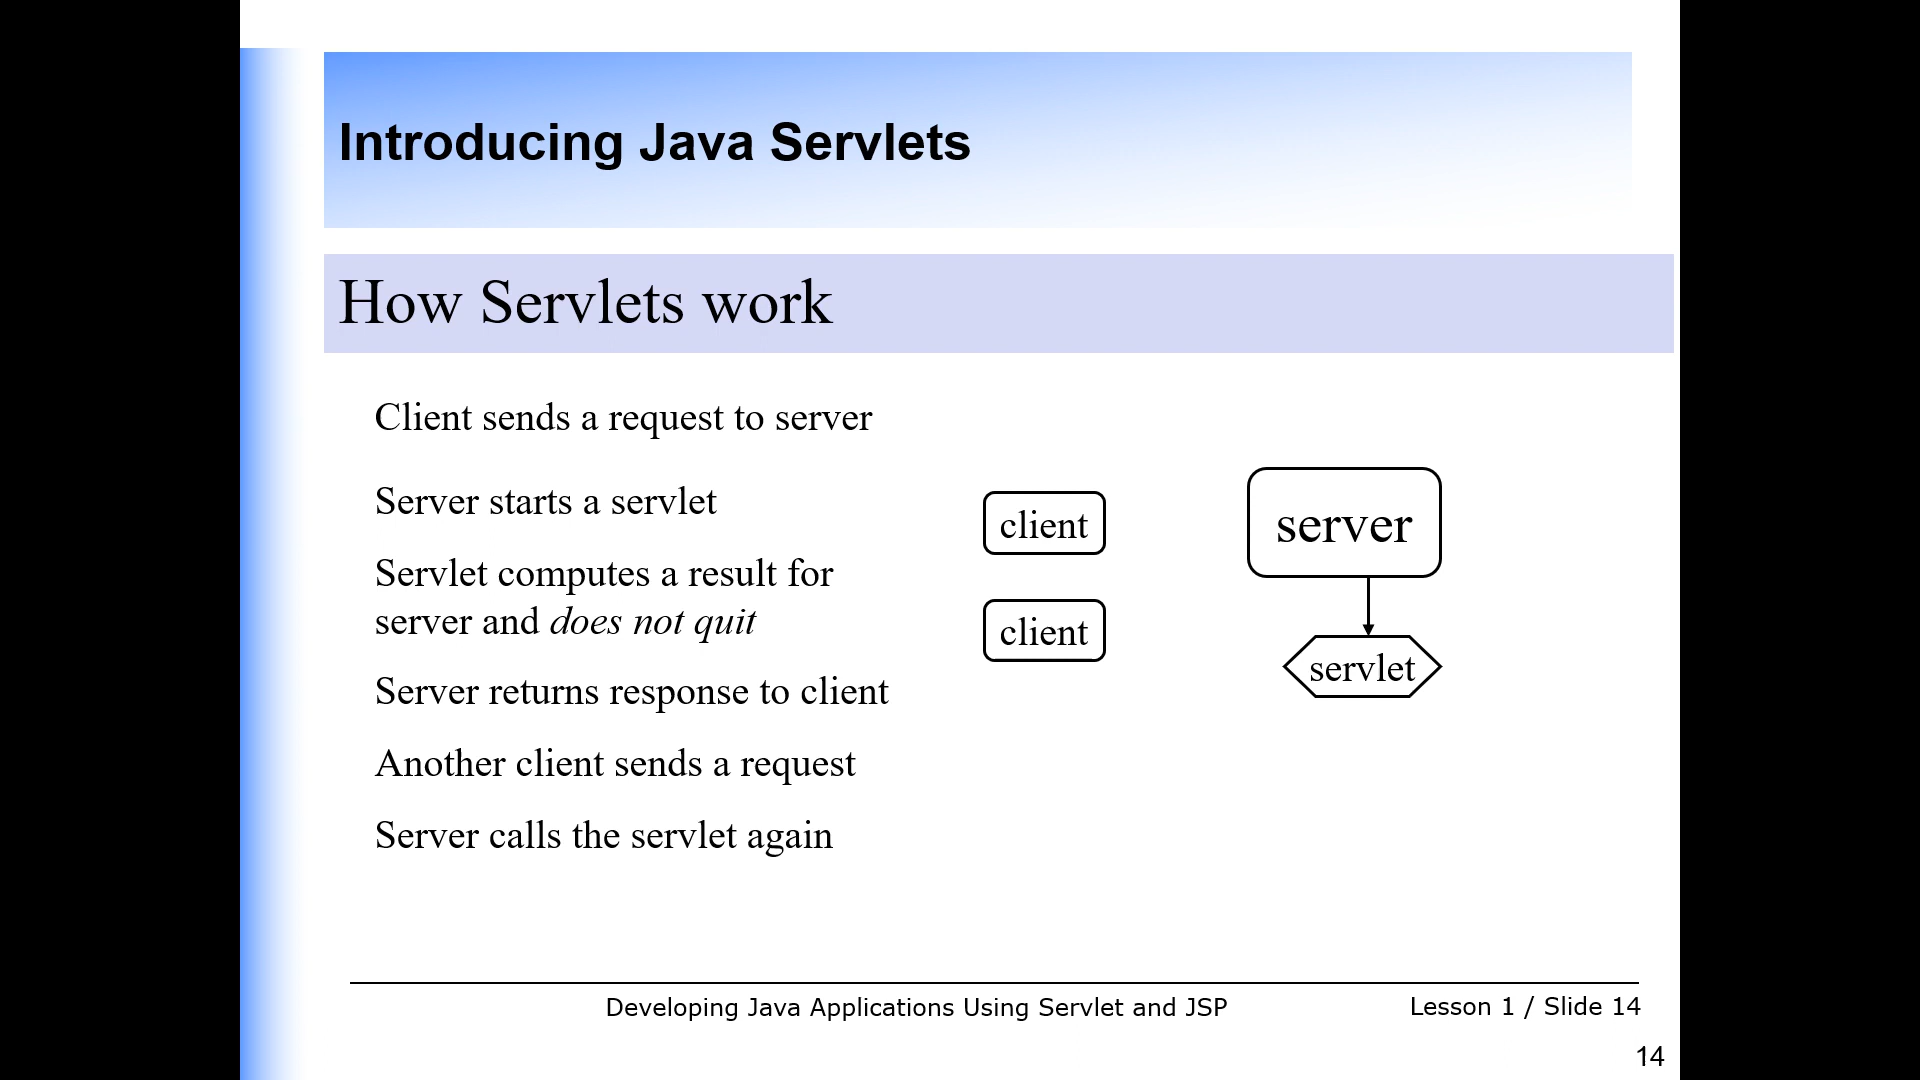 Introducing Java Servlets
How Servlets work
Client sends a request to server
Server starts a servlet
Servlet computes a result for
server and does not quit
Server returns response to client
Another client sends a request
Server calls the servlet again
client
client
server
servlet
Developing Java Applications Using Servlet and JSP
Lesson 1 / Slide 14
14